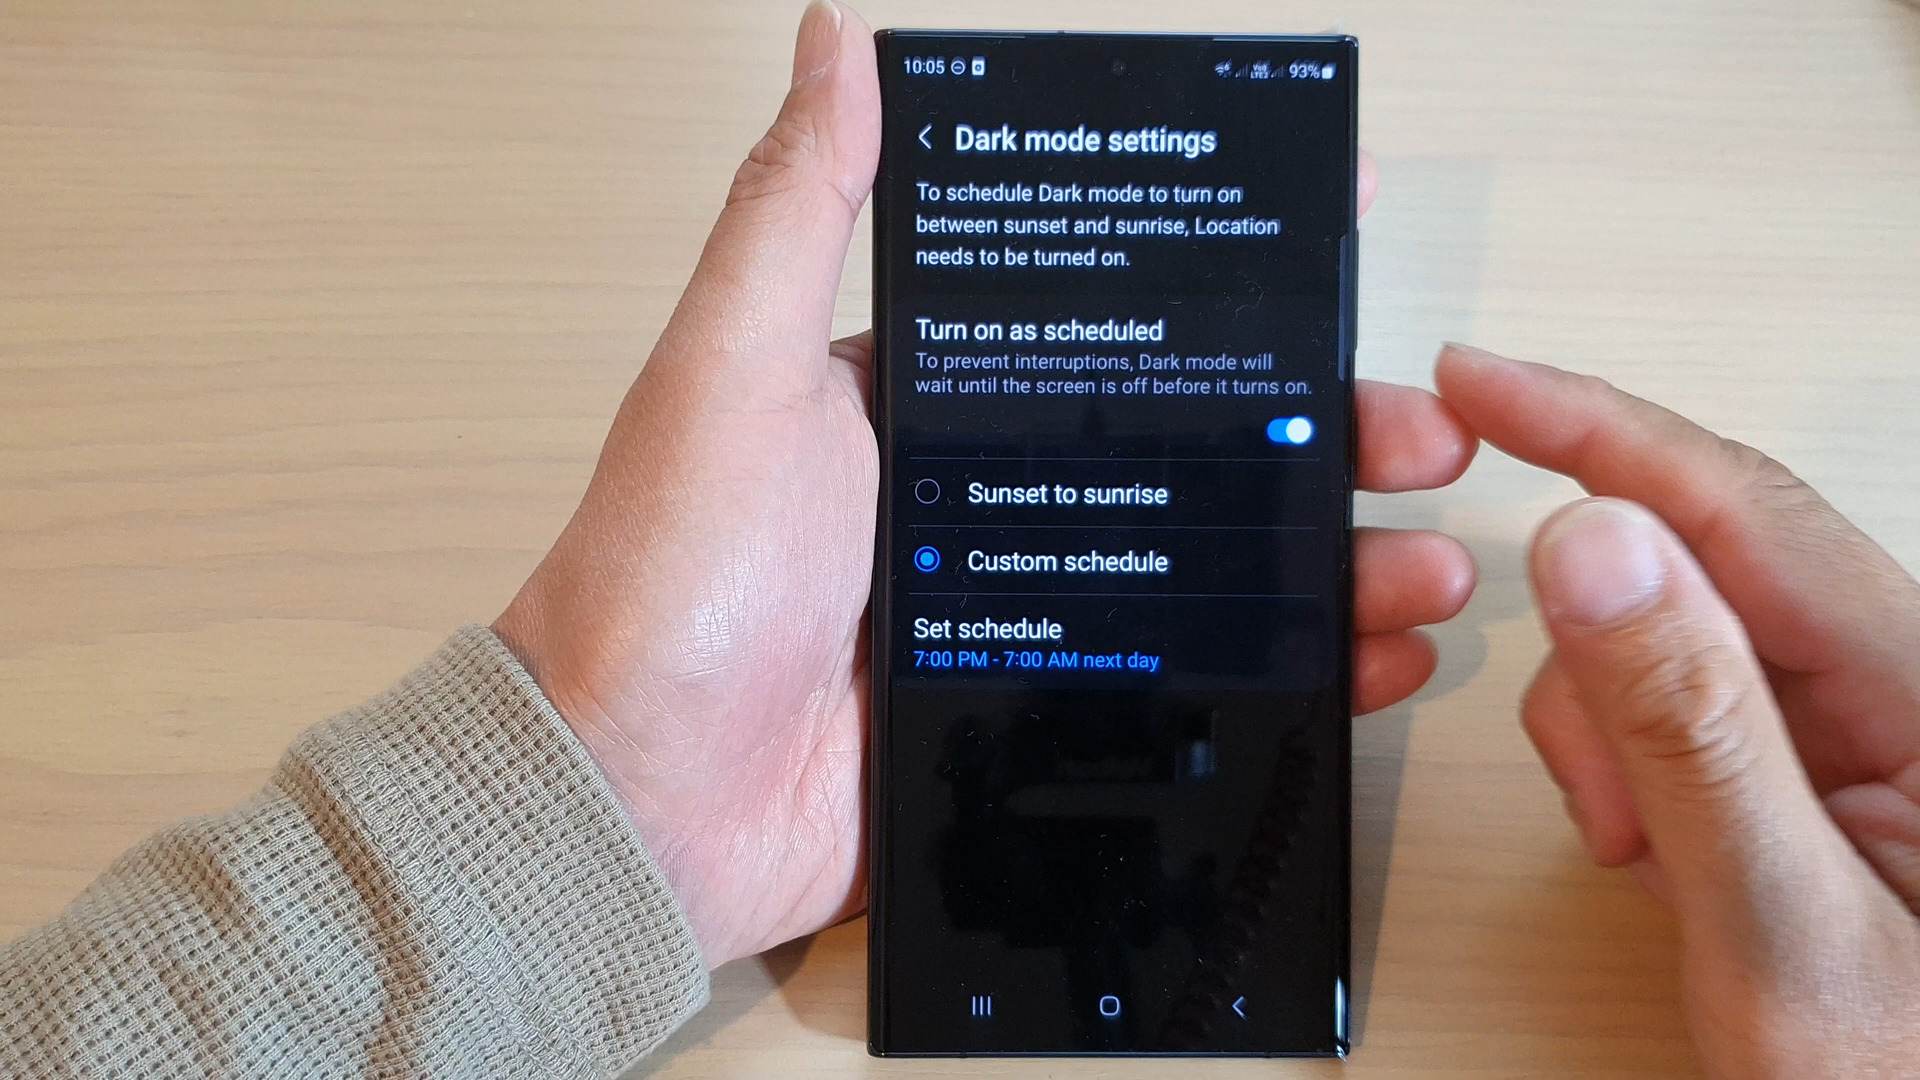 10:05 93%
Dark mode settings
To schedule Dark mode to turn on
between sunset and sunrise, Location
needs to be turned on.
Turn on as scheduled
To prevent interruptions, Dark mode will
wait until the screen is off before it turns on.
Sunset to sunrise
Custom schedule
Set schedule
7:00 PM - 7:00 AM next day